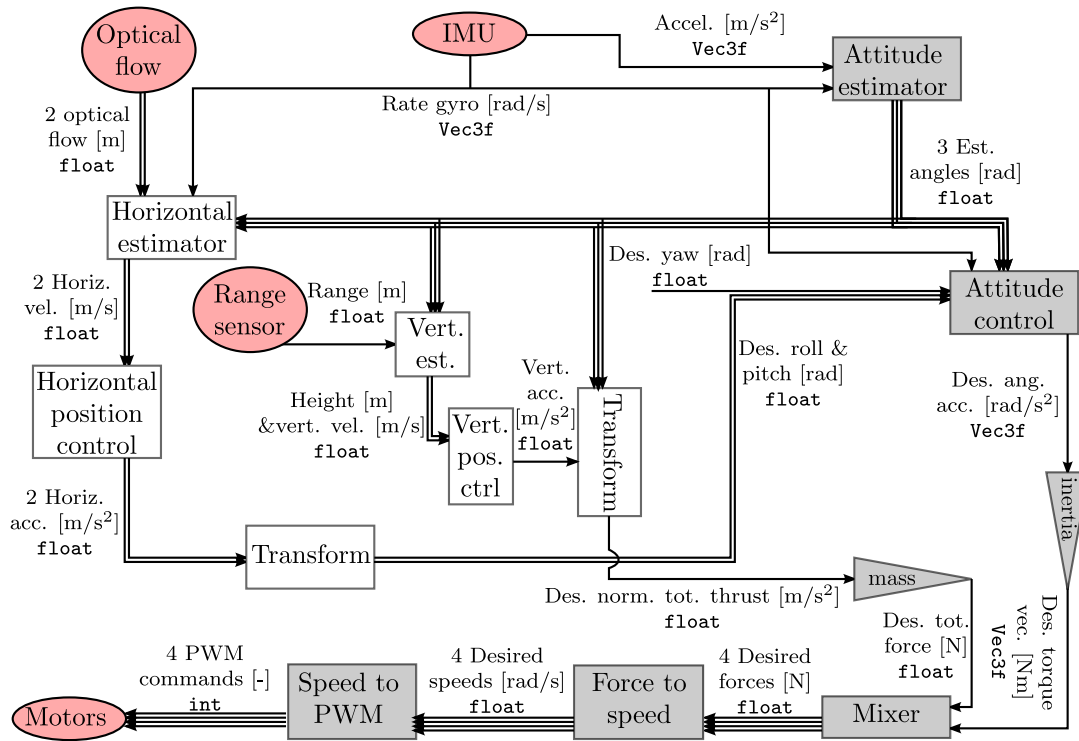 Optical
flow
IMU
Accel. [m/s²]
Vec3f
Attitude
estimator
2 optical
flow [m]
float
Rate gyro [rad/s]
Vec3f
3 Est.
angles [rad]
float
Horizontal
estimator
Des. yaw [rad]
float
2 Horiz.
vel. [m/s]
float
Range
sensor
Range [m]
float
Vert.
est.
Attitude
control
Horizontal
position
control
Height [m]
&vert. vel. [m/s]
float
Vert.
pos.
ctrl
Vert.
acc.
[m/s²]
float
Transform
Des. roll &
pitch [rad]
float
Des. ang.
acc. [rad/s²]
Vec3f
inertia
2 Horiz.
acc. [m/s²]
float
Transform
mass
Des. norm. tot. thrust [m/s²]
float
Des. tot.
force [N]
float
Des. torque
vec. [Nm]
Vec3f
4 PWM
commands [-]
int
4 Desired
speeds [rad/s]
float
4 Desired
forces [N]
float
Motors
Speed to
PWM
Force to
speed
Mixer